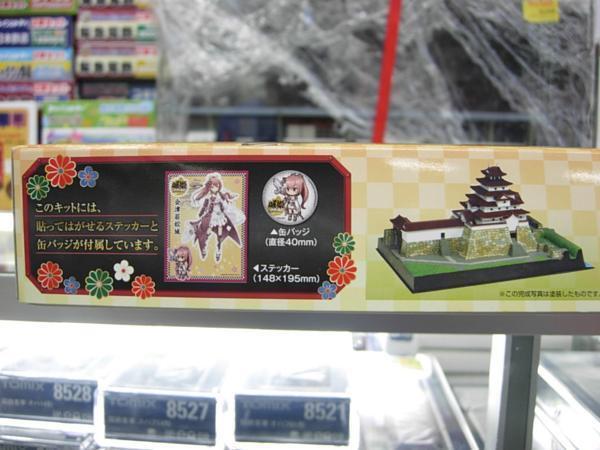 このキットには、
貼ってはがせるステッカーと
缶バッジが付属しています。
会津若松城
▲缶バッジ
(直径40mm)
◀ステッカー
(148×195mm)
※この完成写真は塗装したものです。
TOMIX
8528
TOMIX
8527
TOMIX
8521